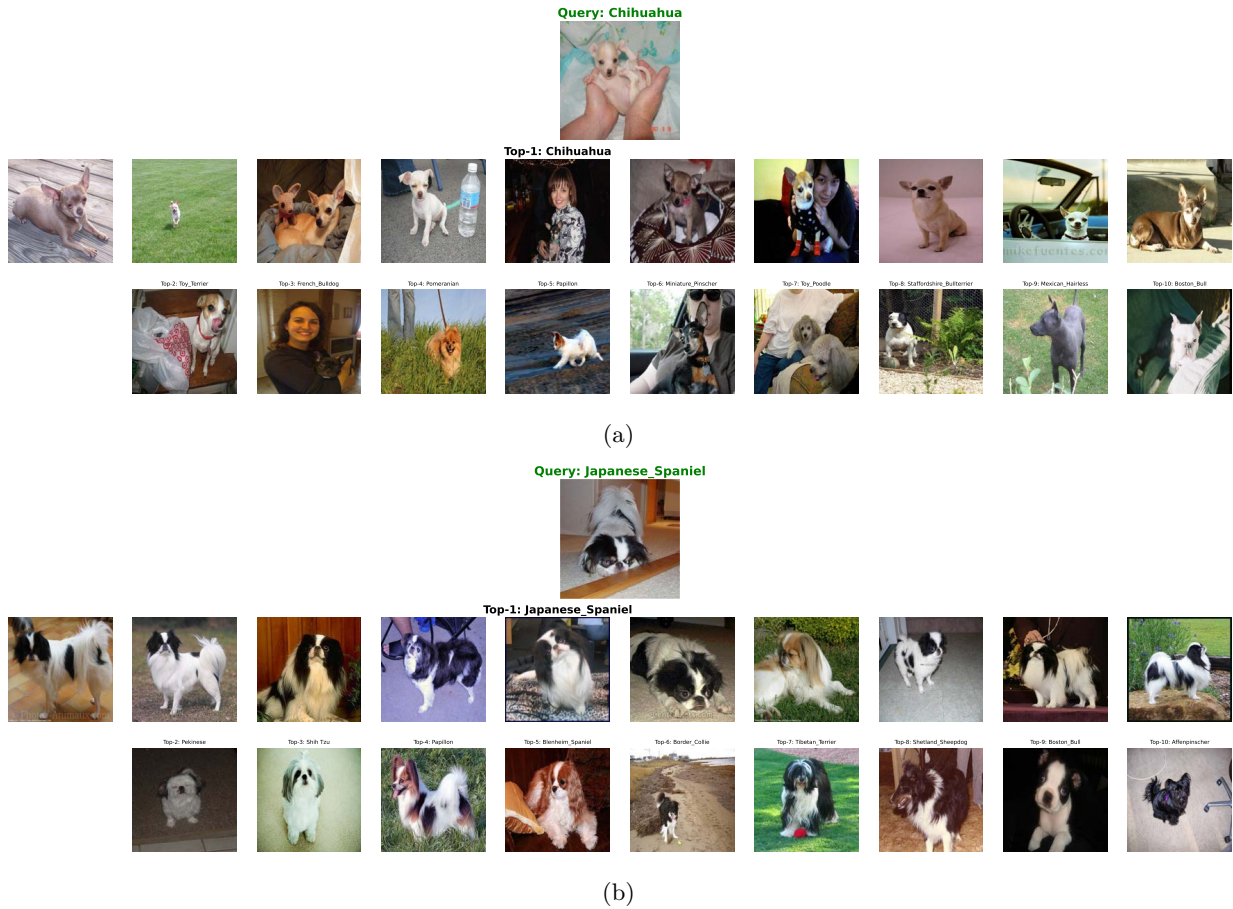 Query: Chihuahua
Top-1: Chihuahua
mikefuentes.com
Top-2: Toy_Terrier
Top-3: French_Bulldog
Top-4: Pomeranian
Top-5: Papillon
Top-6: Miniature_Pinscher
Top-7: Toy_Poodle
Top-8: Staffordshire_Bullterrier
Top-9: Mexican_Hairless
Top-10: Boston_Bull
(a)
Query: Japanese_Spaniel
Top-1: Japanese_Spaniel
Top-2: Pekinese
Top-3: Shih Tzu
Top-4: Papillon
Top-5: Blenheim_Spaniel
Top-6: Border_Collie
Top-7: Tibetan_Terrier
Top-8: Shetland_Sheepdog
Top-9: Boston_Bull
Top-10: Affenpinscher
(b)